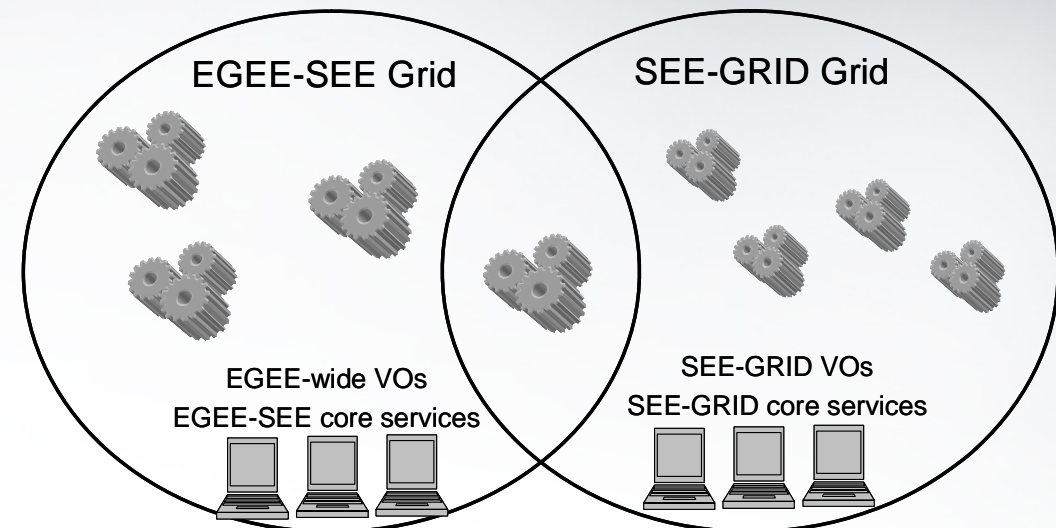 EGEE-SEE Grid
SEE-GRID Grid
EGEE-wide VOs
EGEE-SEE core services
SEE-GRID VOs
SEE-GRID core services